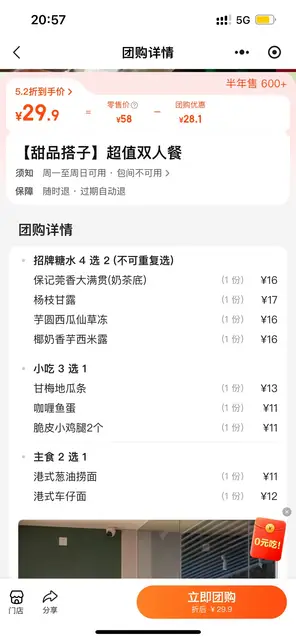 20:57
57
团购详情
5.2折到手价 >
半年售 600+
¥29.9 = 零售价? ¥58 - 团购优惠 ¥28.1
【甜品搭子】超值双人餐
须知 周一至周日可用 · 包间不可用 >
保障 随时退 · 过期自动退
团购详情
招牌糖水 4 选 2 (不可重复选)
保记莞香大满贯(奶茶底) (1 份) ¥16
杨枝甘露 (1 份) ¥17
芋圆西瓜仙草冻 (1 份) ¥16
椰奶香芋西米露 (1 份) ¥16
小吃 3 选 1
甘梅地瓜条 (1 份) ¥13
咖喱鱼蛋 (1 份) ¥11
脆皮小鸡腿2个 (1 份) ¥11
主食 2 选 1
港式葱油捞面 (1 份) ¥11
港式车仔面 (1 份) ¥12
0元吃!
门店
分享
立即团购
折后 ¥29.9